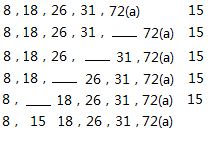 8 , 18 , 26 , 31 , 72(a) 15
8 , 18 , 26 , 31 , ___ 72(a) 15
8 , 18 , 26 , ___ 31 , 72(a) 15
8 , 18 , ___ 26 , 31 , 72(a) 15
8 , ___ 18 , 26 , 31 , 72(a) 15
8 , 15 18 , 26 , 31 , 72(a)